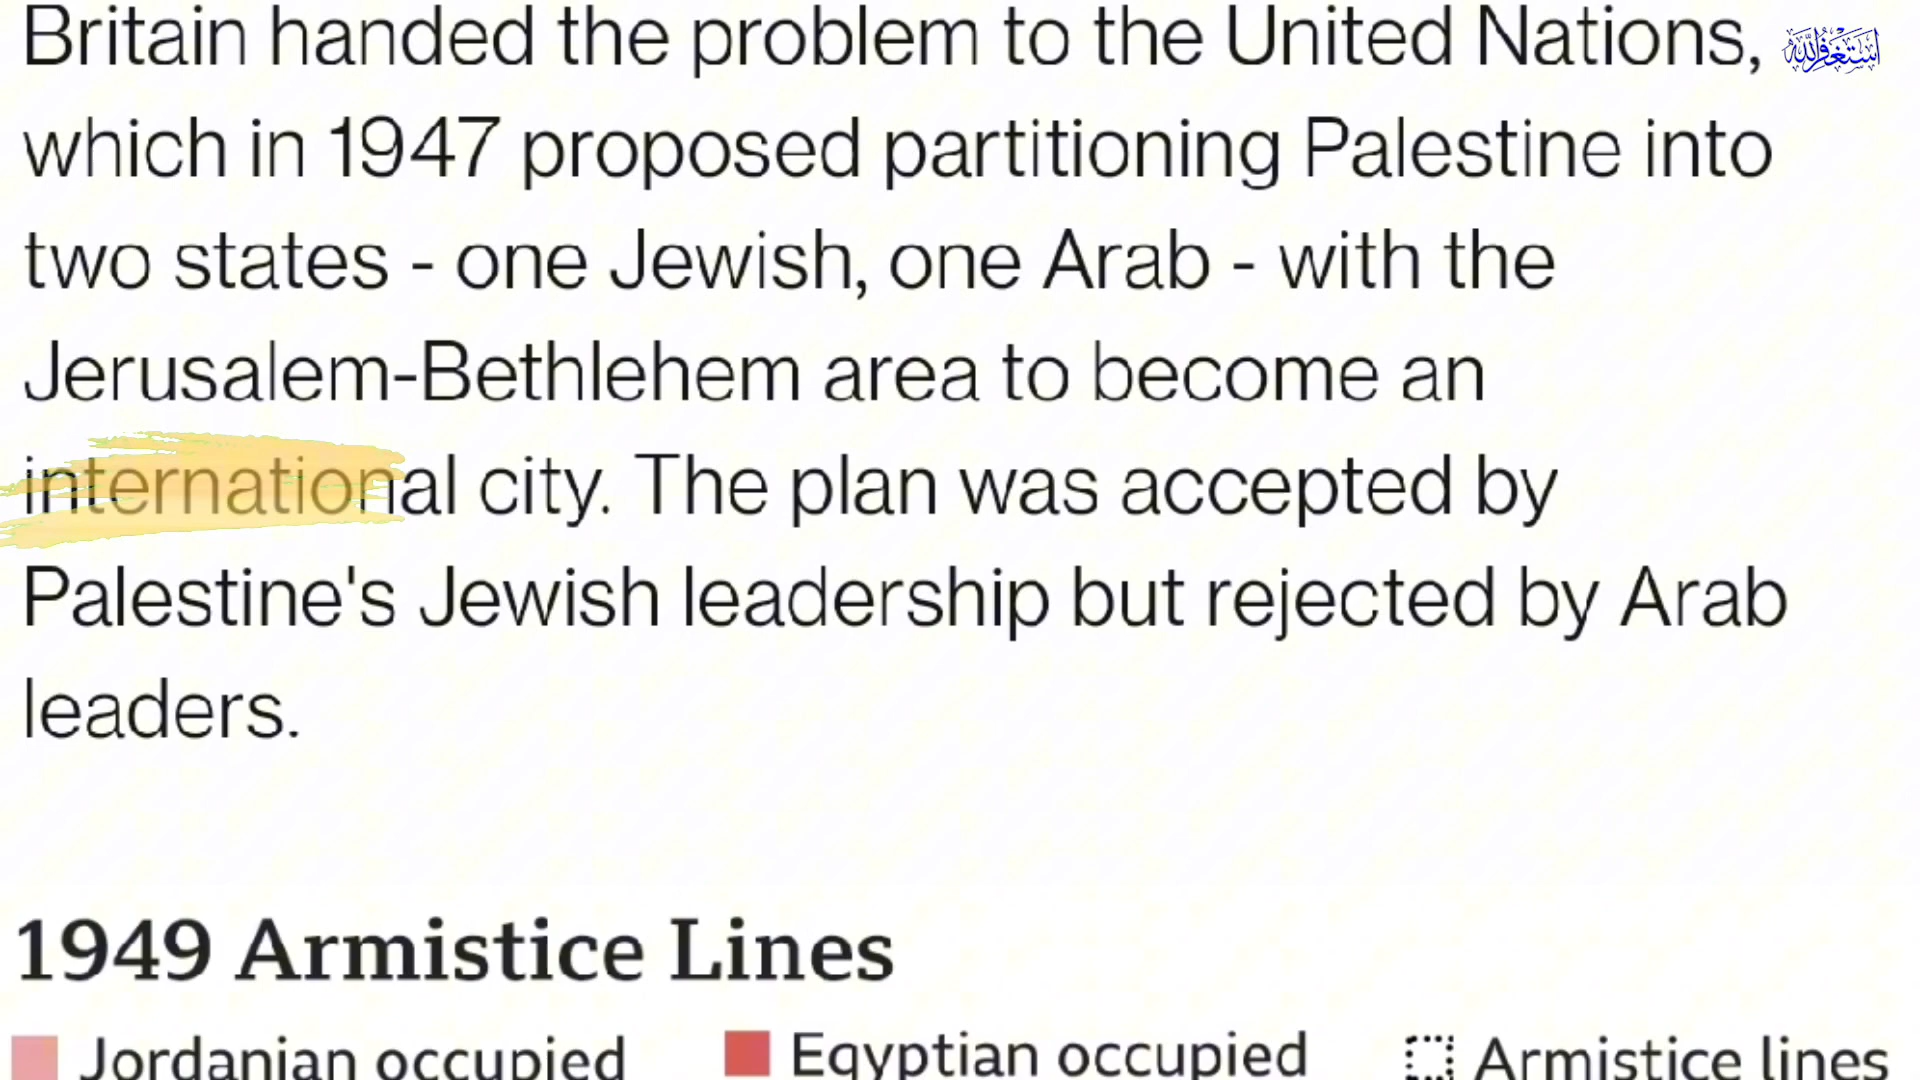 Britain handed the problem to the United Nations,
استغفر الله
which in 1947 proposed partitioning Palestine into
two states - one Jewish, one Arab - with the
Jerusalem-Bethlehem area to become an
international city. The plan was accepted by
Palestine's Jewish leadership but rejected by Arab
leaders.
1949 Armistice Lines
Jordanian occupied
Egyptian occupied
Armistice lines